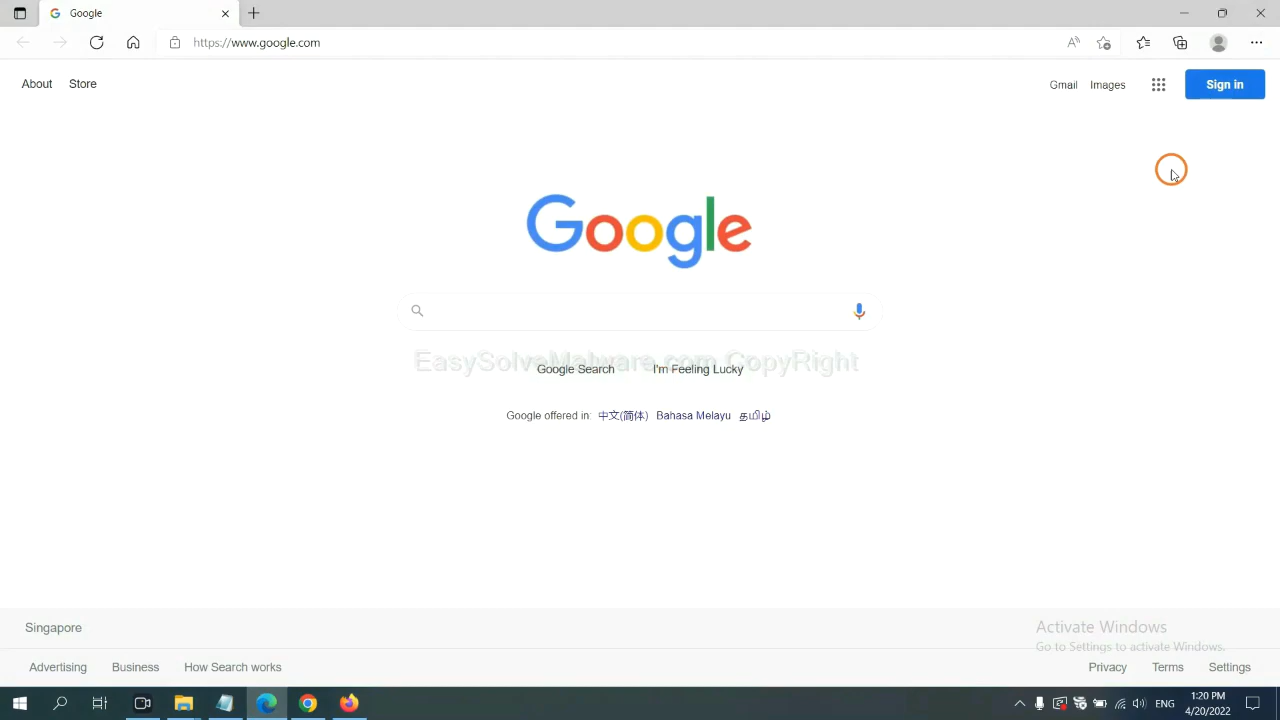 Google
https://www.google.com
About Store
Gmail Images Sign in
Google
EasySolveMalware.com CopyRight
Google Search I'm Feeling Lucky
Google offered in: 中文(简体) Bahasa Melayu தமிழ்
Singapore
Activate Windows
Go to Settings to activate Windows.
Advertising Business How Search works
Privacy Terms Settings
ENG
1:20 PM
4/20/2022